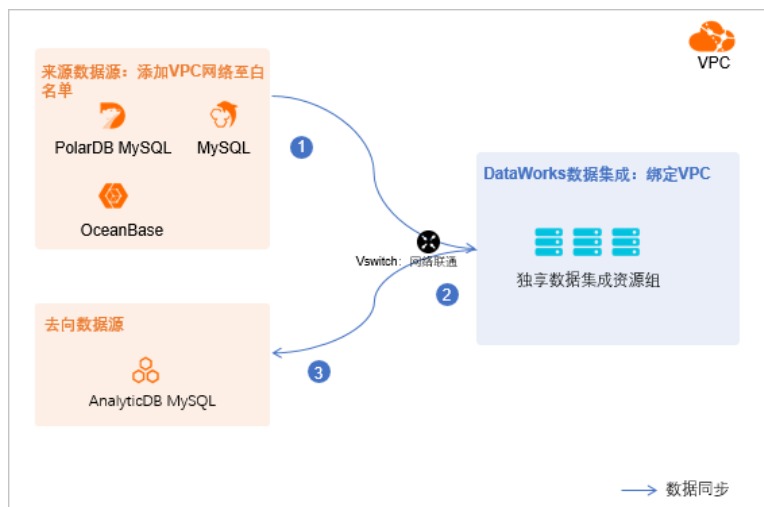 VPC
来源数据源：添加VPC网络至白
名单
PolarDB MySQL
MySQL
OceanBase
1
DataWorks数据集成：绑定VPC
独享数据集成资源组
Vswitch：网络联通
2
去向数据源
3
AnalyticDB MySQL
数据同步